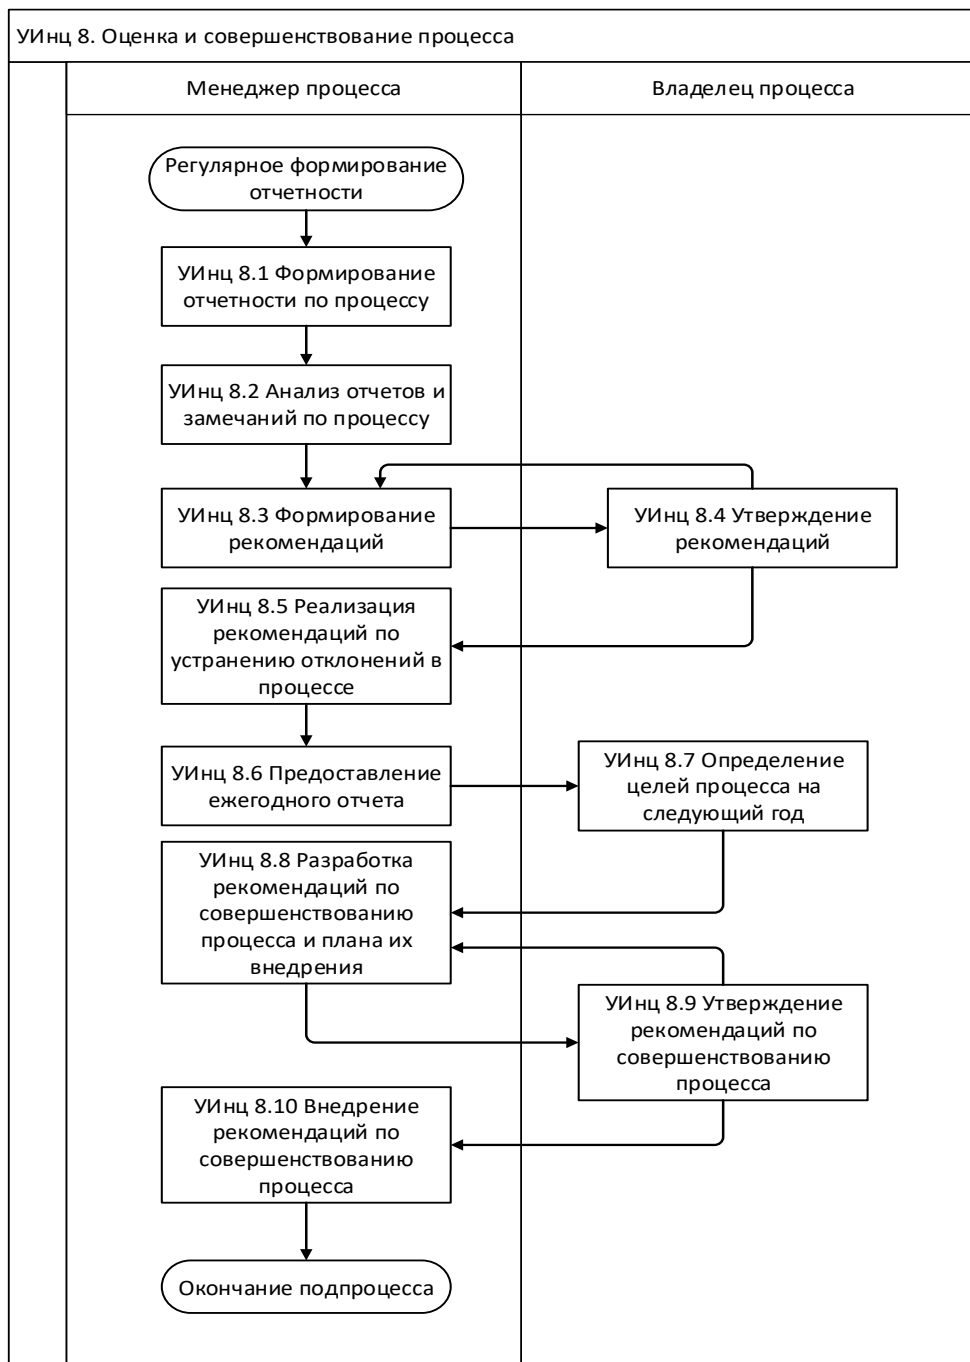 УИнц 8. Оценка и совершенствование процесса
Менеджер процесса
Владелец процесса
Регулярное формирование
отчетности
УИнц 8.1 Формирование
отчетности по процессу
УИнц 8.2 Анализ отчетов и
замечаний по процессу
УИнц 8.3 Формирование
рекомендаций
УИнц 8.4 Утверждение
рекомендаций
УИнц 8.5 Реализация
рекомендаций по
устранению отклонений в
процессе
УИнц 8.6 Предоставление
ежегодного отчета
УИнц 8.7 Определение
целей процесса на
следующий год
УИнц 8.8 Разработка
рекомендаций по
совершенствованию
процесса и плана их
внедрения
УИнц 8.9 Утверждение
рекомендаций по
совершенствованию
процесса
УИнц 8.10 Внедрение
рекомендаций по
совершенствованию
процесса
Окончание подпроцесса